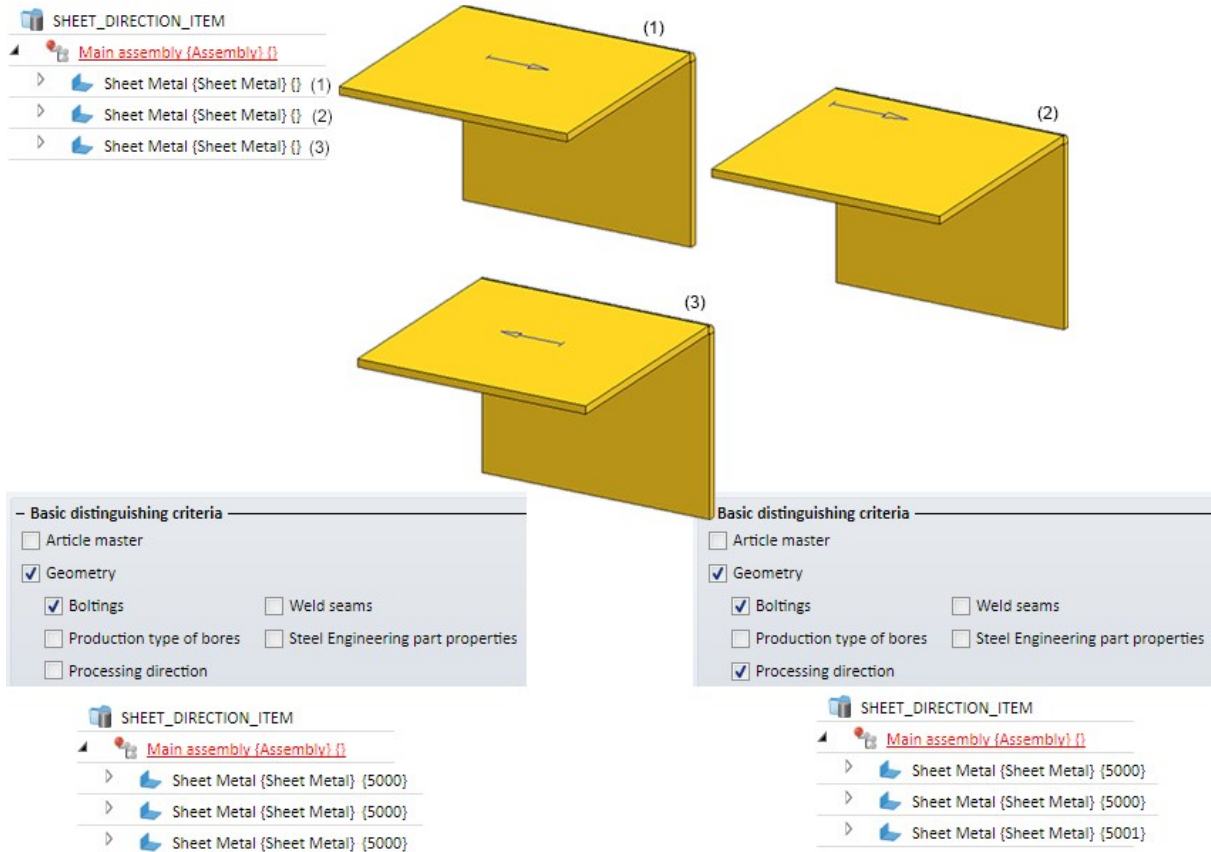 SHEET_DIRECTION_ITEM
Main assembly {Assembly} {}
Sheet Metal {Sheet Metal} {} (1)
Sheet Metal {Sheet Metal} {} (2)
Sheet Metal {Sheet Metal} {} (3)
(1)
(2)
(3)
Basic distinguishing criteria
Article master
Geometry
Boltings Weld seams
Production type of bores Steel Engineering part properties
Processing direction
SHEET_DIRECTION_ITEM
Main assembly {Assembly} {}
Sheet Metal {Sheet Metal} {5000}
Sheet Metal {Sheet Metal} {5000}
Sheet Metal {Sheet Metal} {5000}
Basic distinguishing criteria
Article master
Geometry
Boltings Weld seams
Production type of bores Steel Engineering part properties
Processing direction
SHEET_DIRECTION_ITEM
Main assembly {Assembly} {}
Sheet Metal {Sheet Metal} {5000}
Sheet Metal {Sheet Metal} {5000}
Sheet Metal {Sheet Metal} {5001}